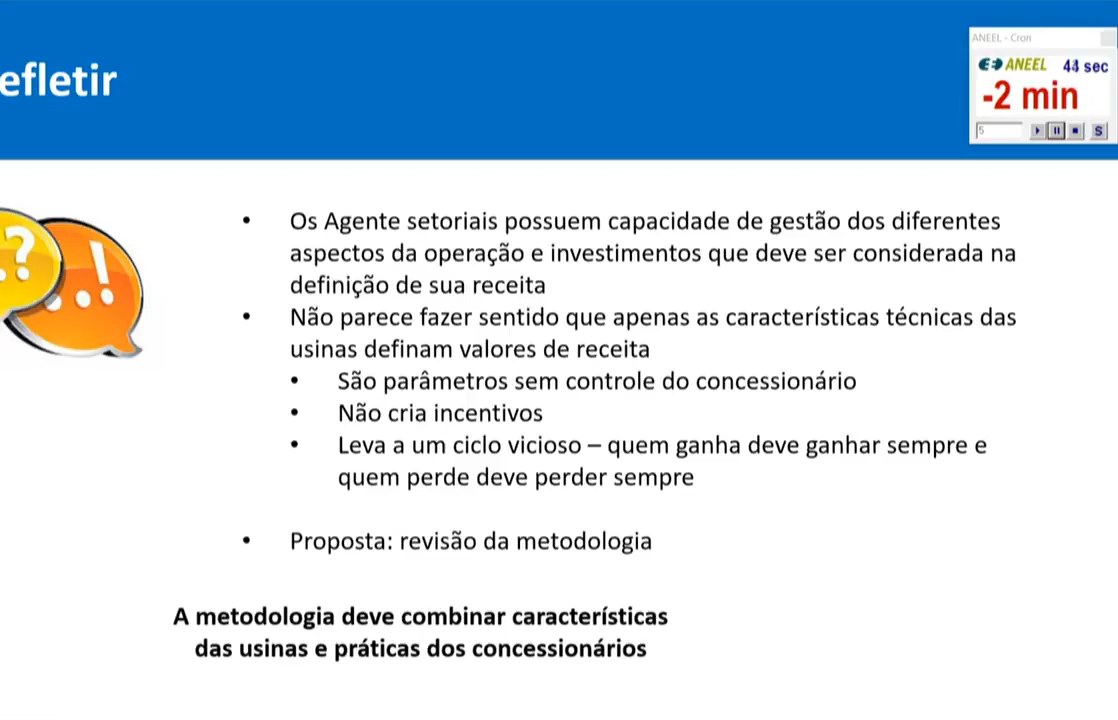 efletir
ANEEL - Cron
ANEEL 44 sec
-2 min
5
S
• Os Agente setoriais possuem capacidade de gestão dos diferentes
aspectos da operação e investimentos que deve ser considerada na
definição de sua receita
• Não parece fazer sentido que apenas as características técnicas das
usinas definam valores de receita
• São parâmetros sem controle do concessionário
• Não cria incentivos
• Leva a um ciclo vicioso – quem ganha deve ganhar sempre e
quem perde deve perder sempre
• Proposta: revisão da metodologia
A metodologia deve combinar características
das usinas e práticas dos concessionários